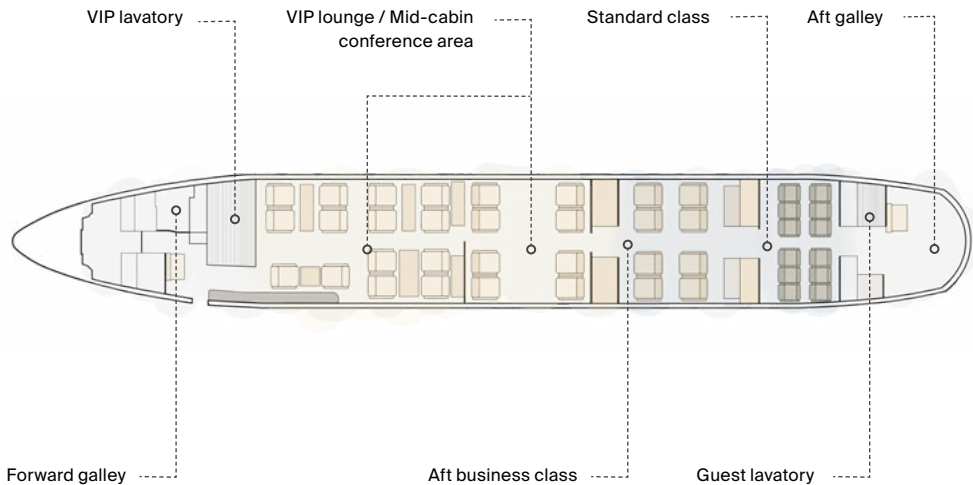 VIP lavatory
VIP lounge / Mid-cabin
conference area
Standard class
Aft galley
Forward galley
Aft business class
Guest lavatory